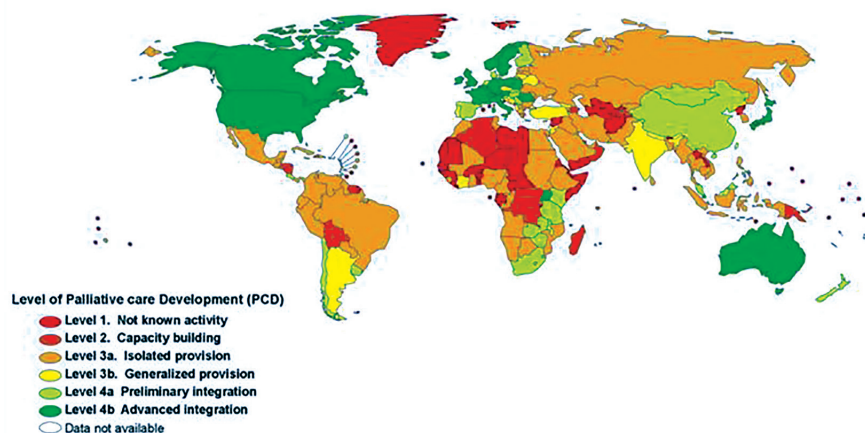 Level of Palliative care Development (PCD)
Level 1. Not known activity
Level 2. Capacity building
Level 3a. Isolated provision
Level 3b. Generalized provision
Level 4a Preliminary integration
Level 4b Advanced integration
Data not available